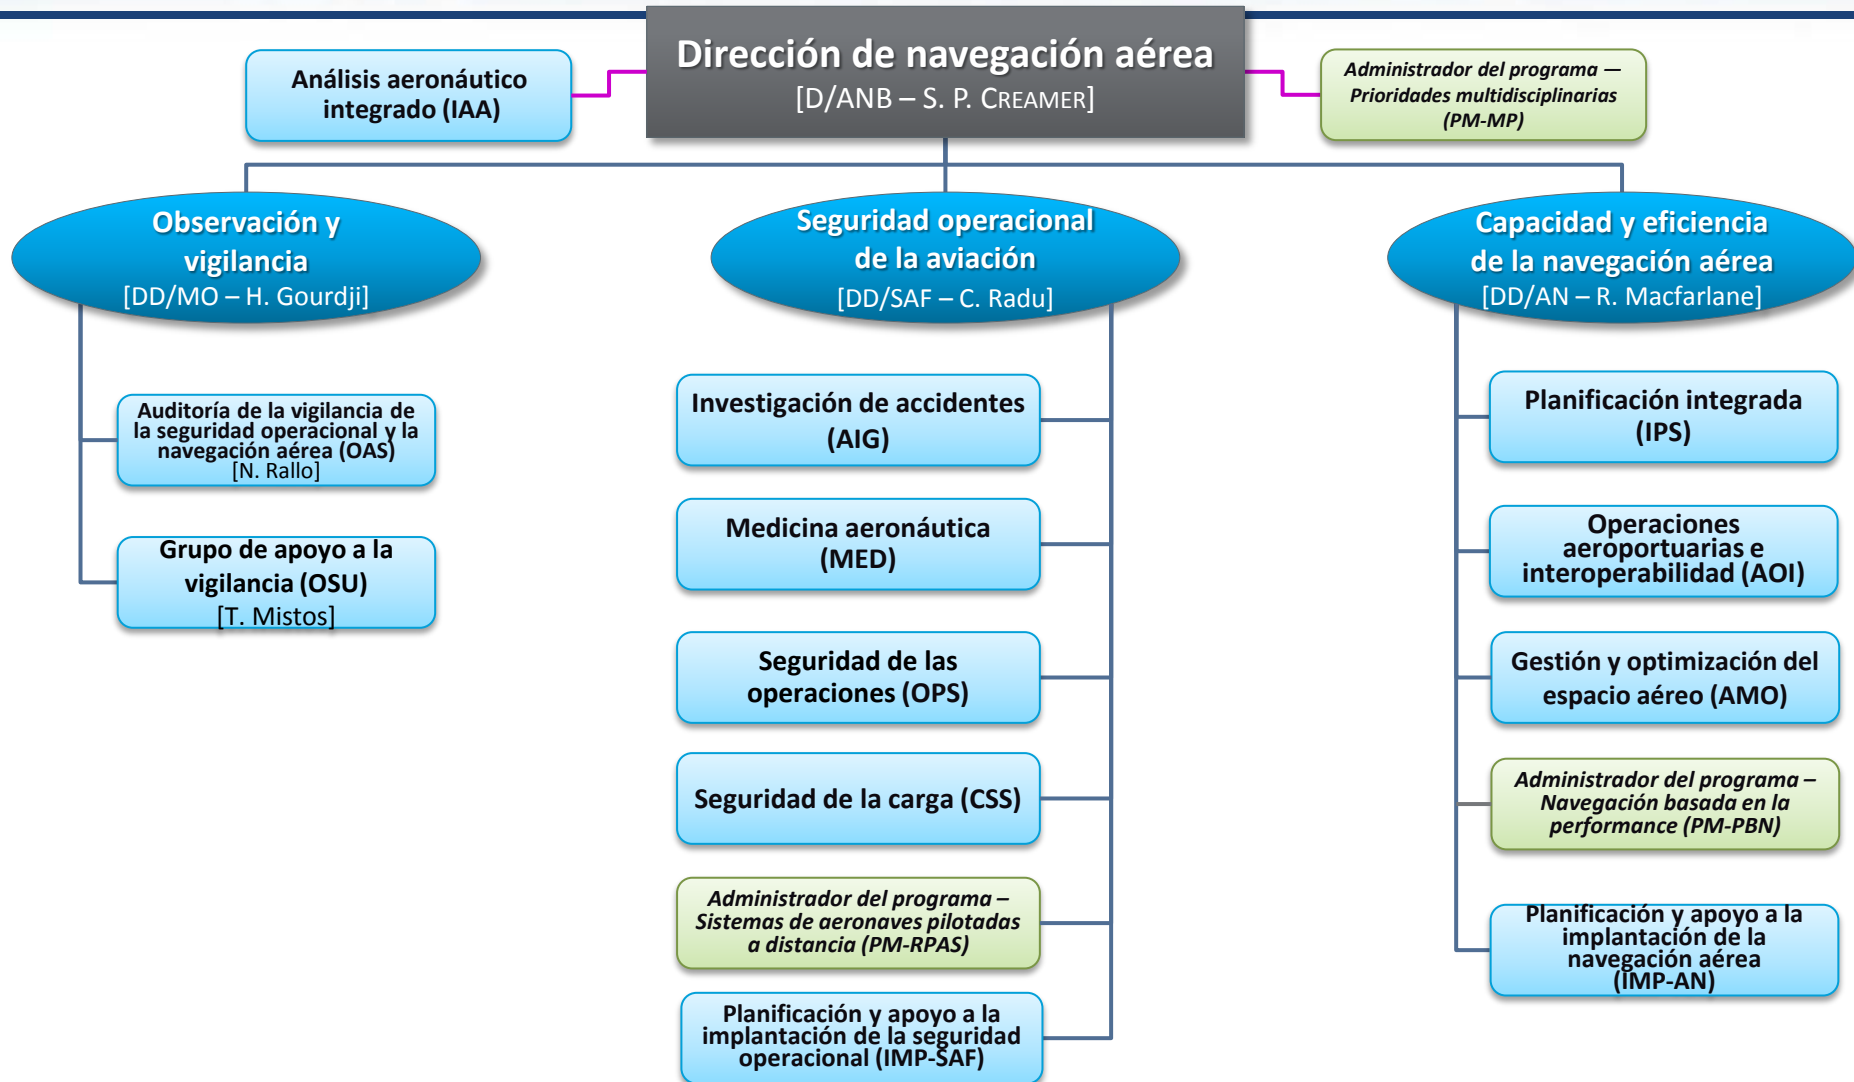 Dirección de navegación aérea
[D/ANB – S. P. CREAMER]
Análisis aeronáutico
integrado (IAA)
Administrador del programa —
Prioridades multidisciplinarias
(PM-MP)
Observación y
vigilancia
[DD/MO – H. Gourdji]
Auditoría de la vigilancia de
la seguridad operacional y la
navegación aérea (OAS)
[N. Rallo]
Grupo de apoyo a la
vigilancia (OSU)
[T. Mistos]
Seguridad operacional
de la aviación
[DD/SAF – C. Radu]
Investigación de accidentes
(AIG)
Medicina aeronáutica
(MED)
Seguridad de las
operaciones (OPS)
Seguridad de la carga (CSS)
Administrador del programa –
Sistemas de aeronaves pilotadas
a distancia (PM-RPAS)
Planificación y apoyo a la
implantación de la seguridad
operacional (IMP-SAF)
Capacidad y eficiencia
de la navegación aérea
[DD/AN – R. Macfarlane]
Planificación integrada
(IPS)
Operaciones
aeroportuarias e
interoperabilidad (AOI)
Gestión y optimización del
espacio aéreo (AMO)
Administrador del programa –
Navegación basada en la
performance (PM-PBN)
Planificación y apoyo a la
implantación de la
navegación aérea
(IMP-AN)